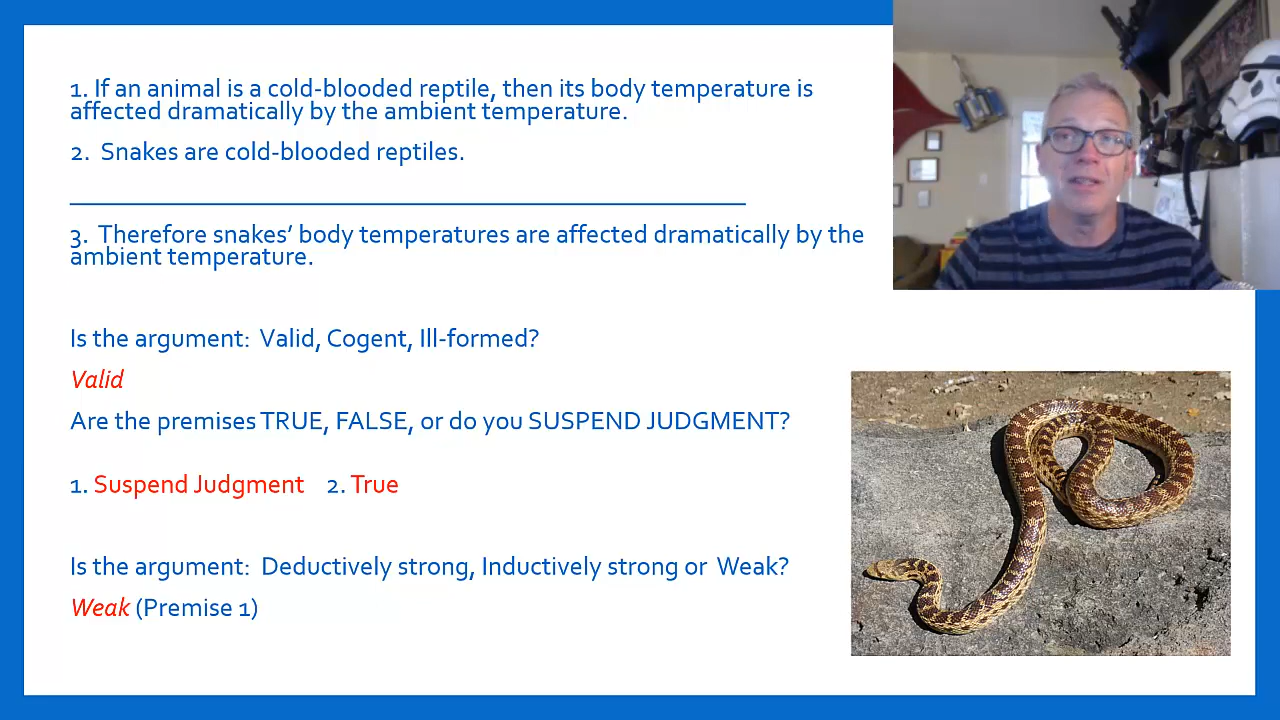 1. If an animal is a cold-blooded reptile, then its body temperature is
affected dramatically by the ambient temperature.
2. Snakes are cold-blooded reptiles.
3. Therefore snakes’ body temperatures are affected dramatically by the
ambient temperature.
Is the argument: Valid, Cogent, Ill-formed?
Valid
Are the premises TRUE, FALSE, or do you SUSPEND JUDGMENT?
1. Suspend Judgment 2. True
Is the argument: Deductively strong, Inductively strong or Weak?
Weak (Premise 1)